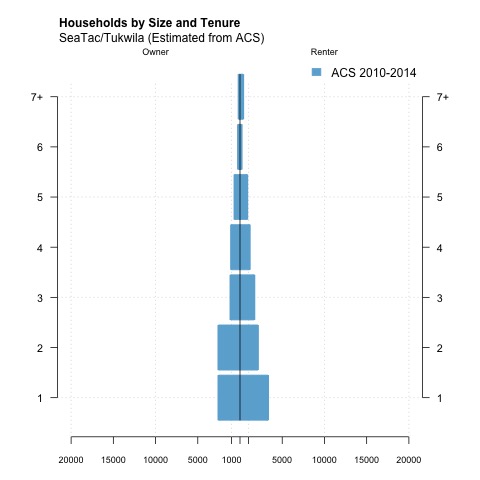 Households by Size and Tenure
SeaTac/Tukwila (Estimated from ACS)
Owner Renter
ACS 2010-2014
7+ 7+
6 6
5 5
4 4
3 3
2 2
1 1
20000 15000 10000 5000 1000 5000 10000 15000 20000